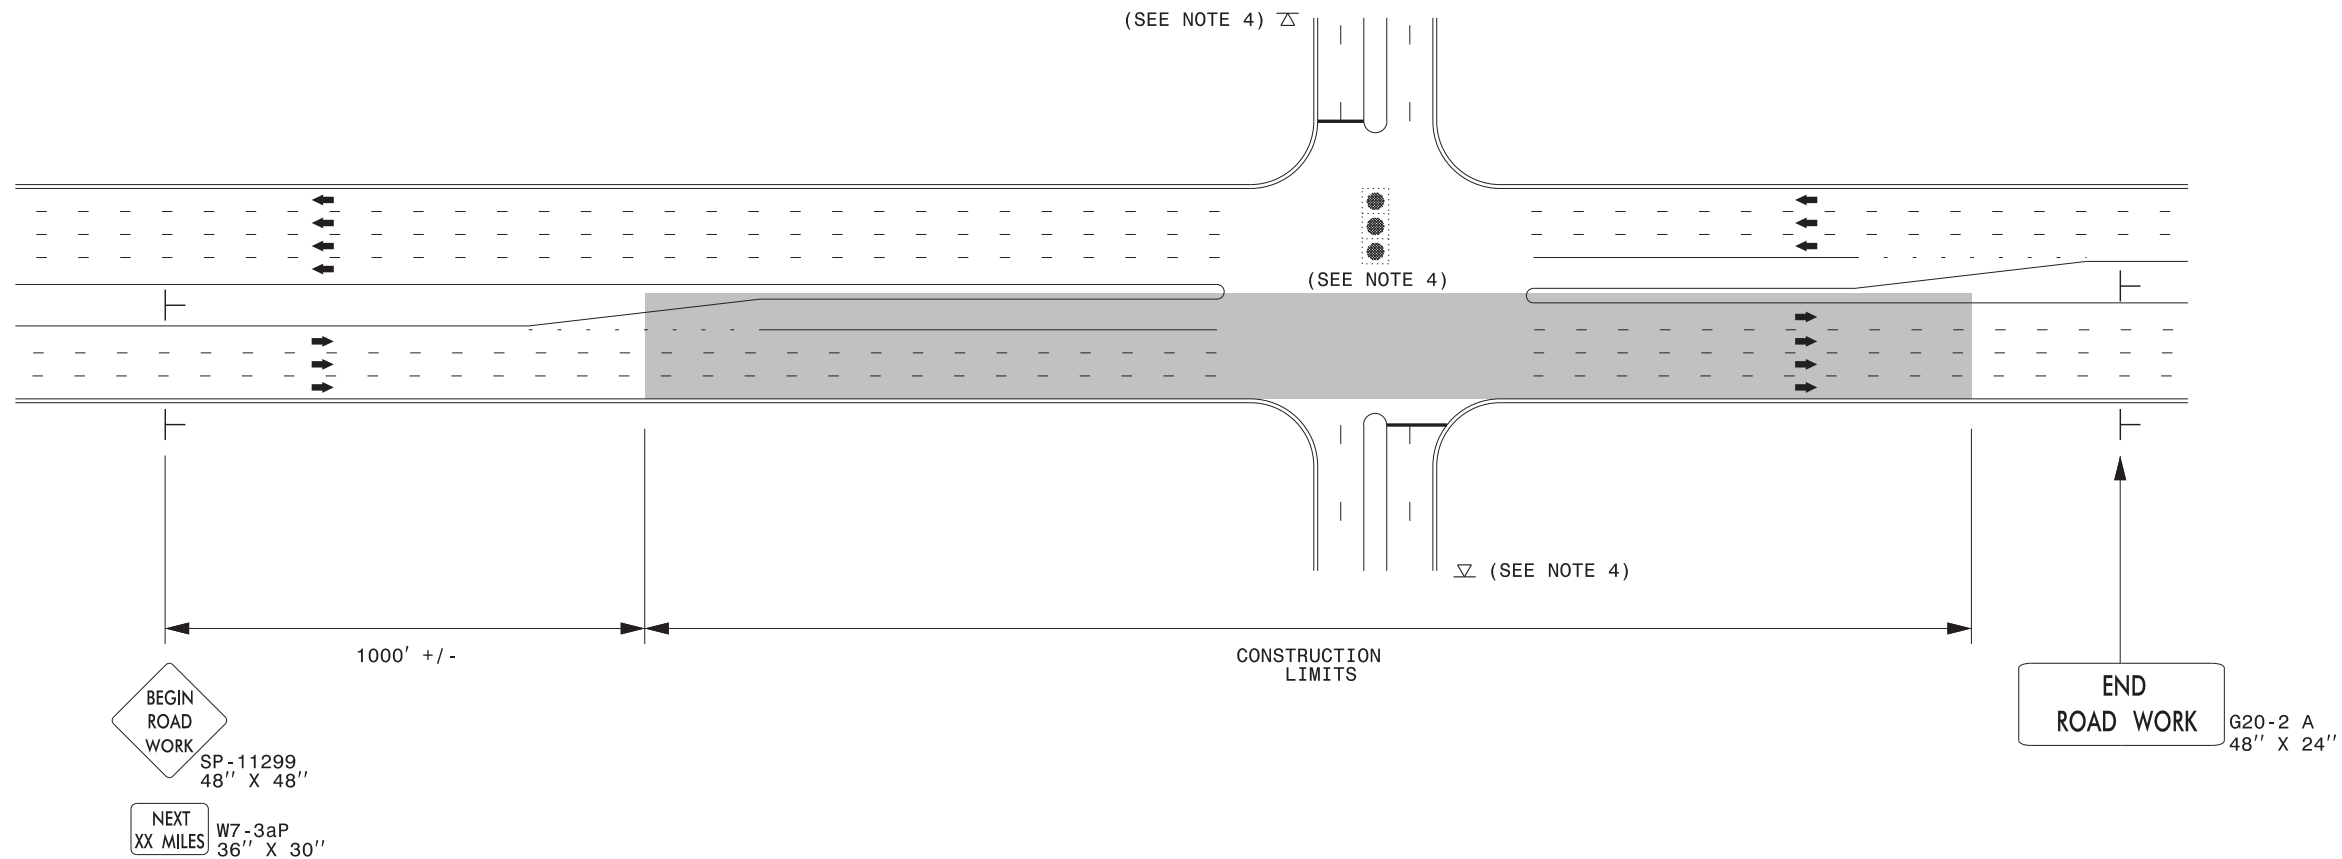 (SEE NOTE 4)
(SEE NOTE 4)
(SEE NOTE 4)
1000' +/-
CONSTRUCTION
LIMITS
BEGIN
ROAD
WORK
SP-11299
48'' X 48''
NEXT
XX MILES
W7-3aP
36'' X 30''
END
ROAD WORK
G20-2 A
48'' X 24''